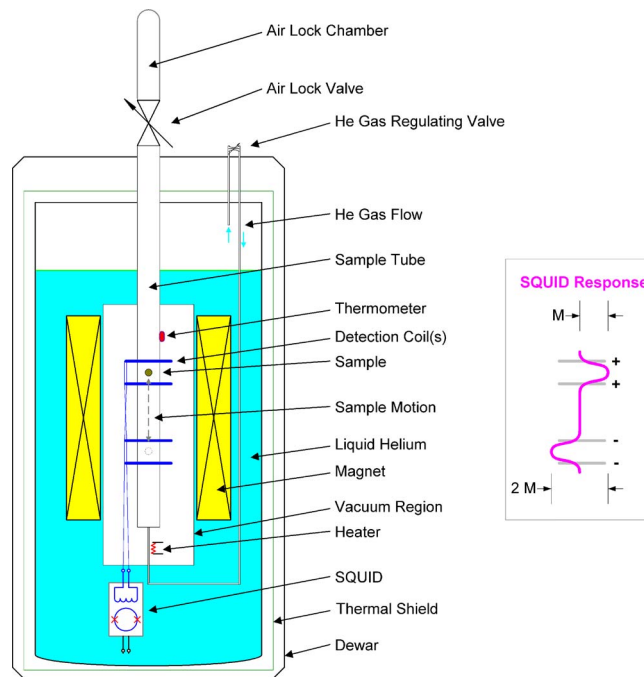 Air Lock Chamber
Air Lock Valve
He Gas Regulating Valve
He Gas Flow
Sample Tube
Thermometer
Detection Coil(s)
Sample
Sample Motion
Liquid Helium
Magnet
Vacuum Region
Heater
SQUID
Thermal Shield
Dewar
SQUID Response
M
+
+
-
-
2 M